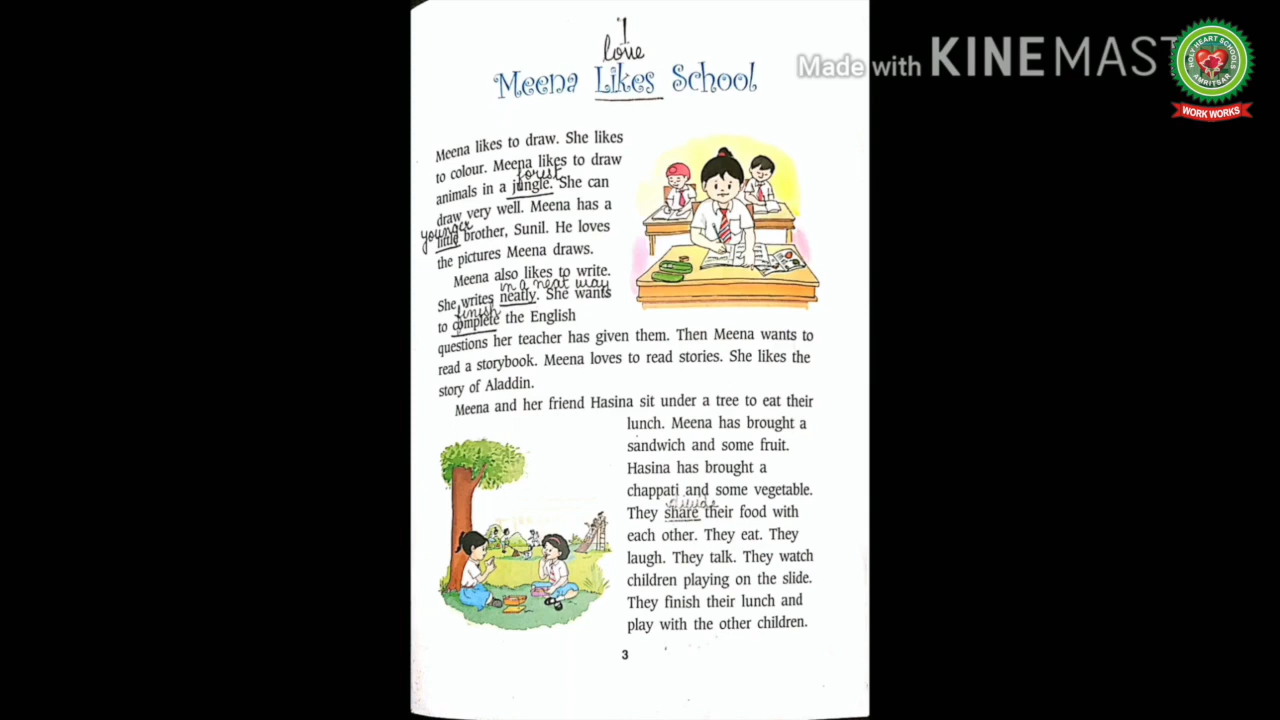 1
love
Meena Likes School
Made with KINEMAST
HOLY HEART SCHOOLS
AMRITSAR
WORK WORKS
Meena likes to draw. She likes
to colour. Meena likes to draw
forist
animals in a jungle. She can
draw very well. Meena has a
younger
little brother, Sunil. He loves
the pictures Meena draws.
Meena also likes to write.
in a neat way
She writes neatly. She wants
finish
to complete the English
questions her teacher has given them. Then Meena wants to
read a storybook. Meena loves to read stories. She likes the
story of Aladdin.
Meena and her friend Hasina sit under a tree to eat their
lunch. Meena has brought a
sandwich and some fruit.
Hasina has brought a
chappati and some vegetable.
divide
They share their food with
each other. They eat. They
laugh. They talk. They watch
children playing on the slide.
They finish their lunch and
play with the other children.
3